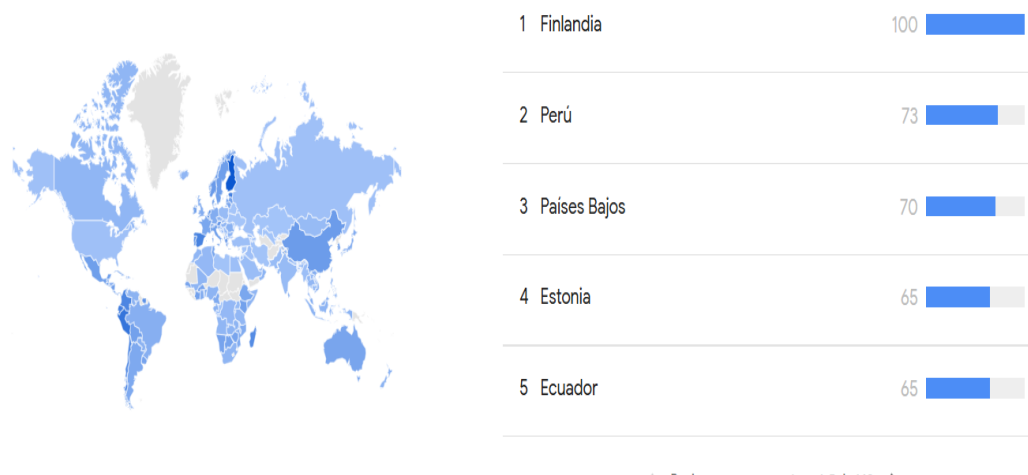 1 Finlandia 100
2 Perú 73
3 Países Bajos 70
4 Estonia 65
5 Ecuador 65